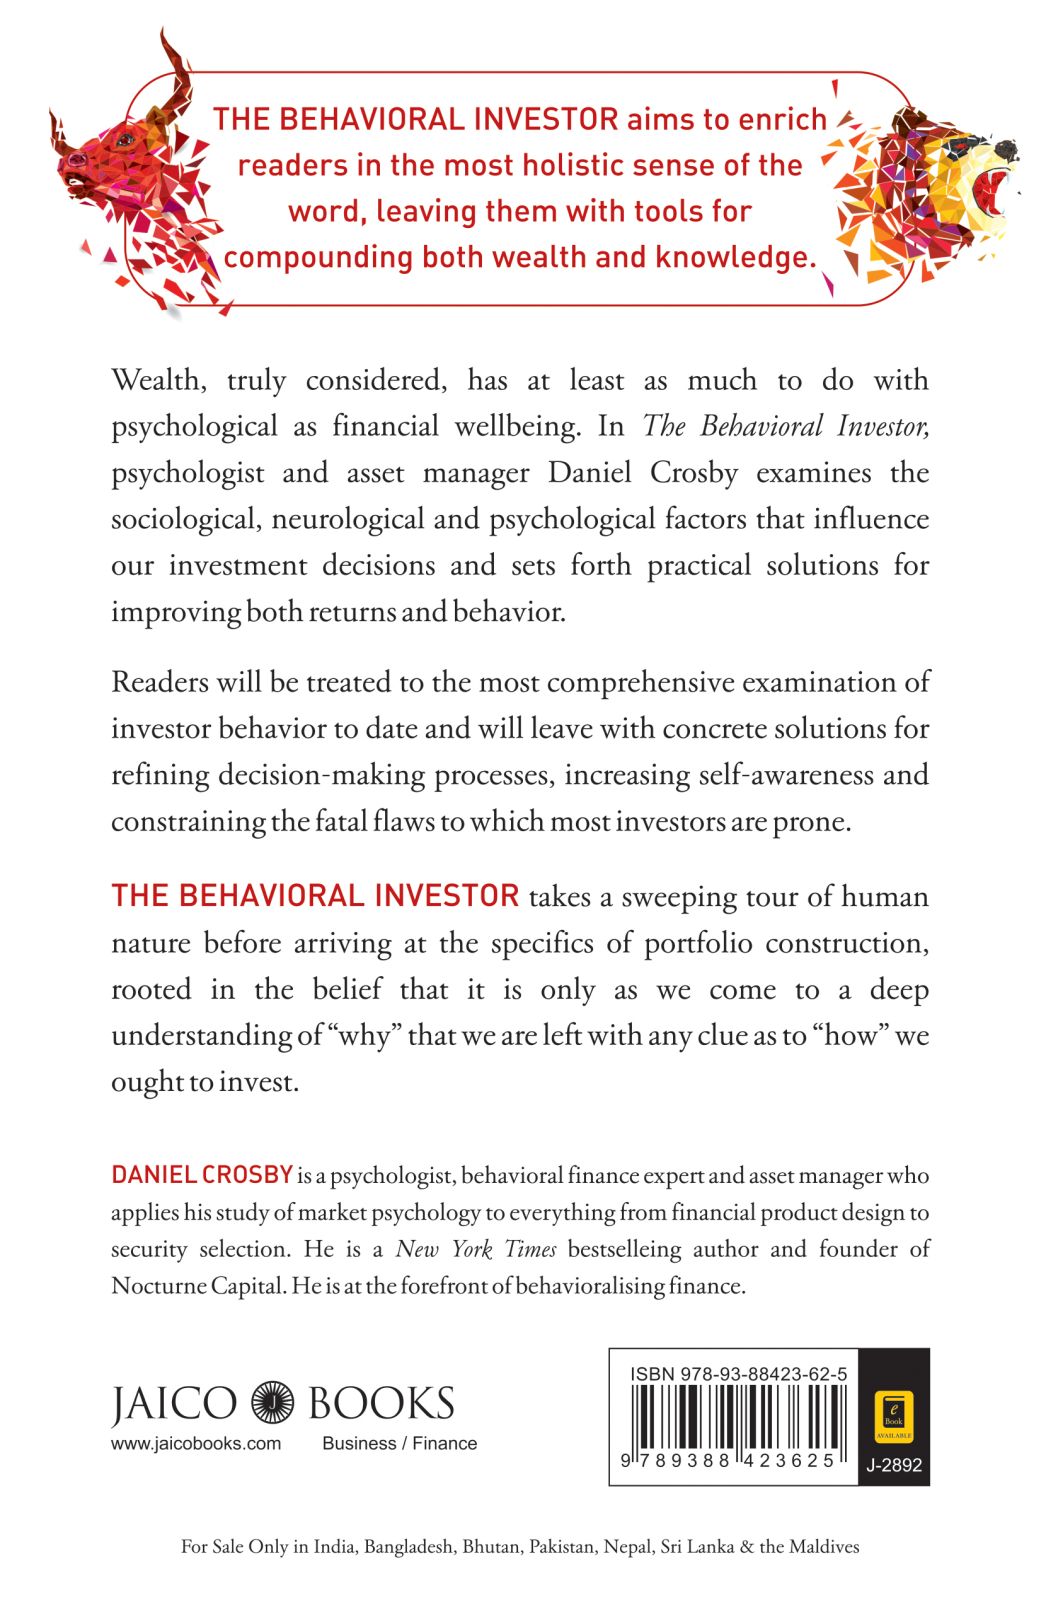 THE BEHAVIORAL INVESTOR aims to enrich
readers in the most holistic sense of the
word, leaving them with tools for
compounding both wealth and knowledge.
Wealth, truly considered, has at least as much to do with
psychological as financial wellbeing. In The Behavioral Investor,
psychologist and asset manager Daniel Crosby examines the
sociological, neurological and psychological factors that influence
our investment decisions and sets forth practical solutions for
improving both returns and behavior.
Readers will be treated to the most comprehensive examination of
investor behavior to date and will leave with concrete solutions for
refining decision-making processes, increasing self-awareness and
constraining the fatal flaws to which most investors are prone.
THE BEHAVIORAL INVESTOR takes a sweeping tour of human
nature before arriving at the specifics of portfolio construction,
rooted in the belief that it is only as we come to a deep
understanding of “why” that we are left with any clue as to “how” we
ought to invest.
DANIEL CROSBY is a psychologist, behavioral finance expert and asset manager who
applies his study of market psychology to everything from financial product design to
security selection. He is a New York Times bestselleing author and founder of
Nocturne Capital. He is at the forefront of behavioralising finance.
JAICO J BOOKS
www.jaicobooks.com Business / Finance
ISBN 978-93-88423-62-5
9 789388 423625
e
Book
AVAILABLE
J-2892
For Sale Only in India, Bangladesh, Bhutan, Pakistan, Nepal, Sri Lanka & the Maldives